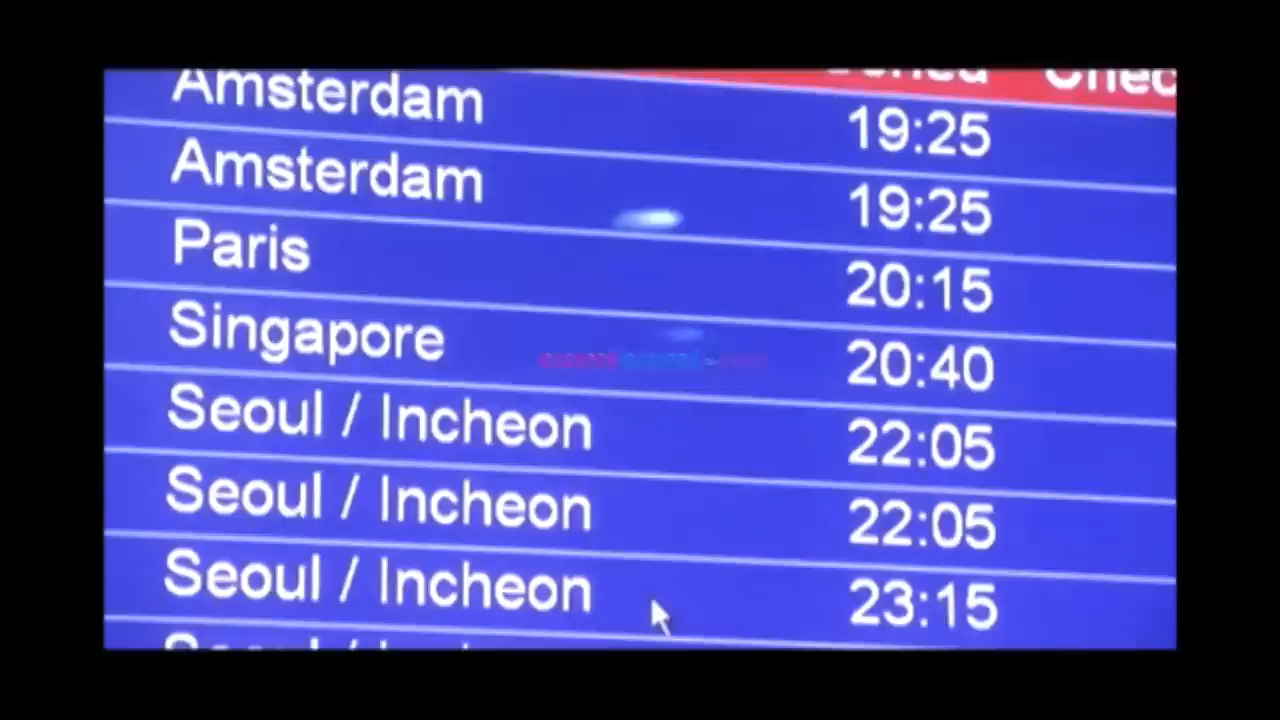 Amsterdam 19:25
Amsterdam 19:25
Paris 20:15
Singapore 20:40
Seoul / Incheon 22:05
Seoul / Incheon 22:05
Seoul / Incheon 23:15